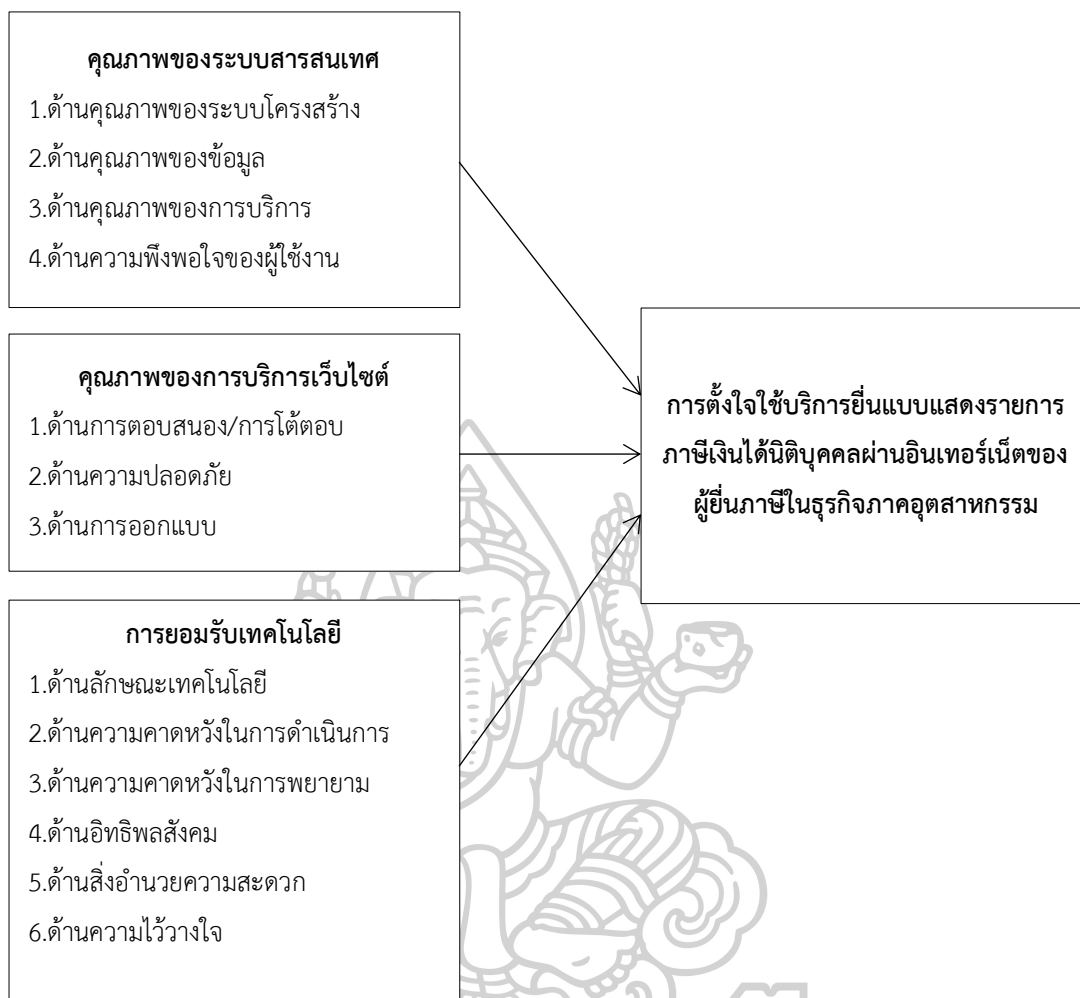 คุณภาพของระบบสารสนเทศ
1.ด้านคุณภาพของระบบโครงสร้าง
2.ด้านคุณภาพของข้อมูล
3.ด้านคุณภาพของการบริการ
4.ด้านความพึงพอใจของผู้ใช้งาน
คุณภาพของการบริการเว็บไซต์
1.ด้านการตอบสนอง/การโต้ตอบ
2.ด้านความปลอดภัย
3.ด้านการออกแบบ
การยอมรับเทคโนโลยี
1.ด้านลักษณะเทคโนโลยี
2.ด้านความคาดหวังในการดำเนินการ
3.ด้านความคาดหวังในการพยายาม
4.ด้านอิทธิพลสังคม
5.ด้านสิ่งอำนวยความสะดวก
6.ด้านความไว้วางใจ
การตั้งใจใช้บริการยื่นแบบแสดงรายการ
ภาษีเงินได้นิติบุคคลผ่านอินเทอร์เน็ตของ
ผู้ยื่นภาษีในธุรกิจภาคอุตสาหกรรม